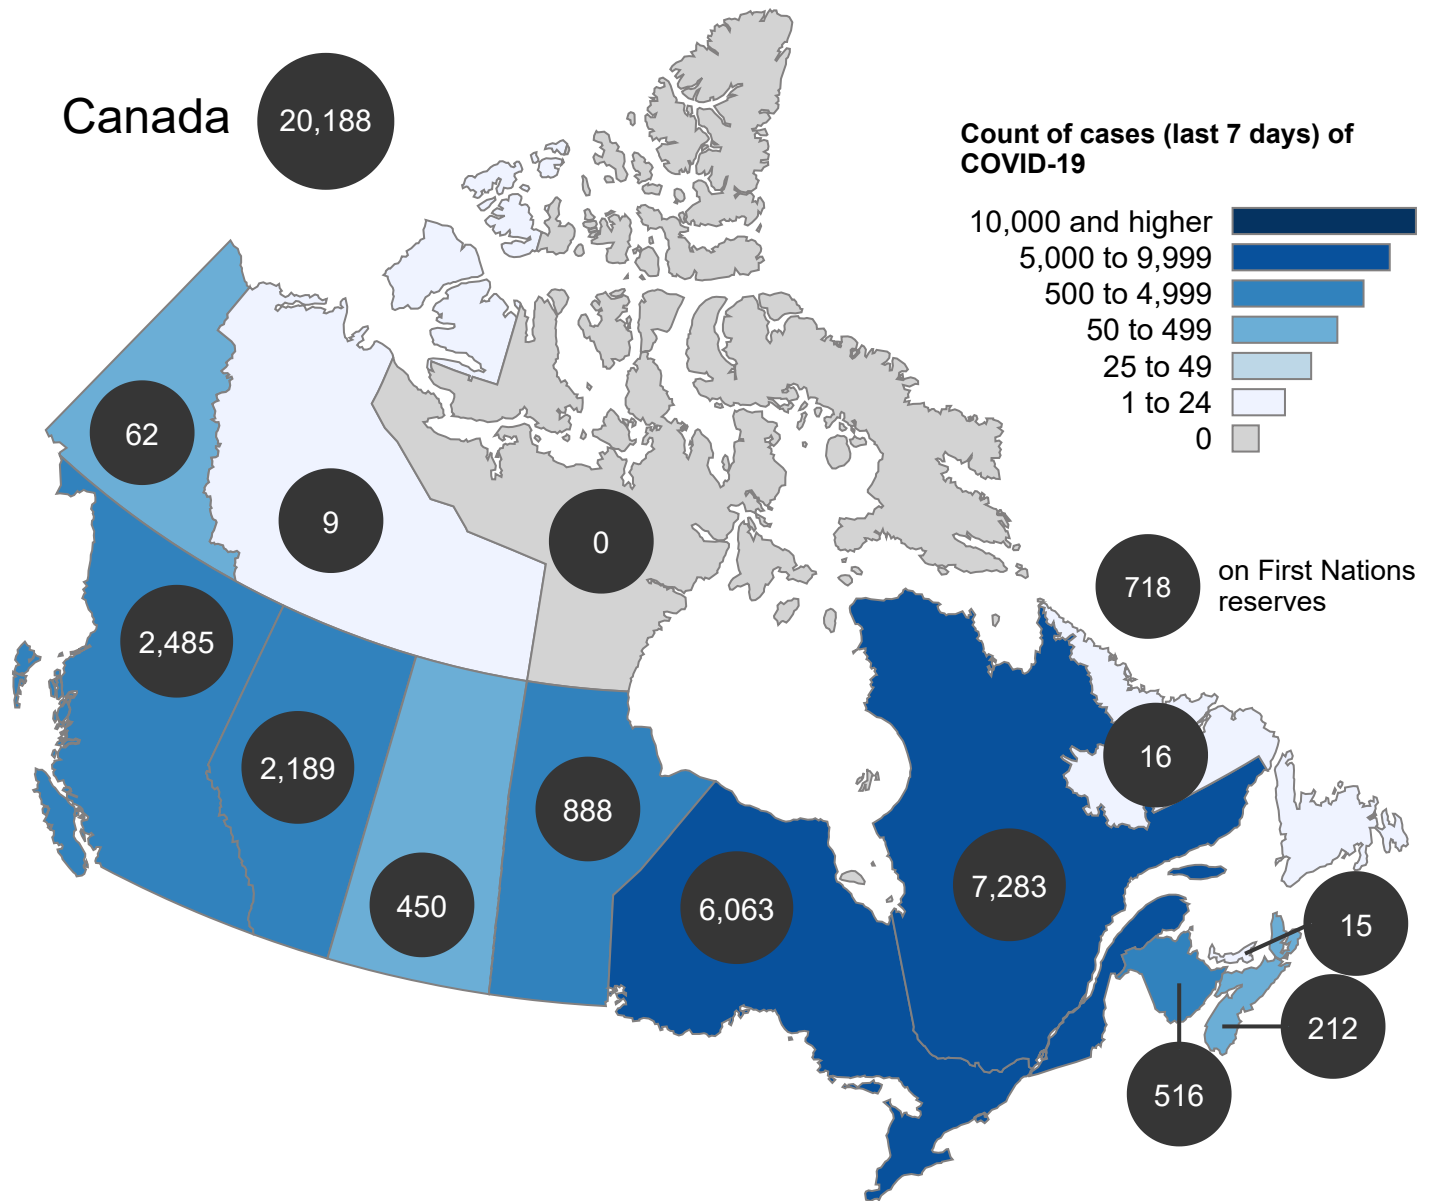 Canada
20,188
Count of cases (last 7 days) of
COVID-19
10,000 and higher
5,000 to 9,999
500 to 4,999
50 to 499
25 to 49
1 to 24
0
62
9
0
718
on First Nations
reserves
2,485
2,189
450
888
6,063
7,283
16
15
212
516